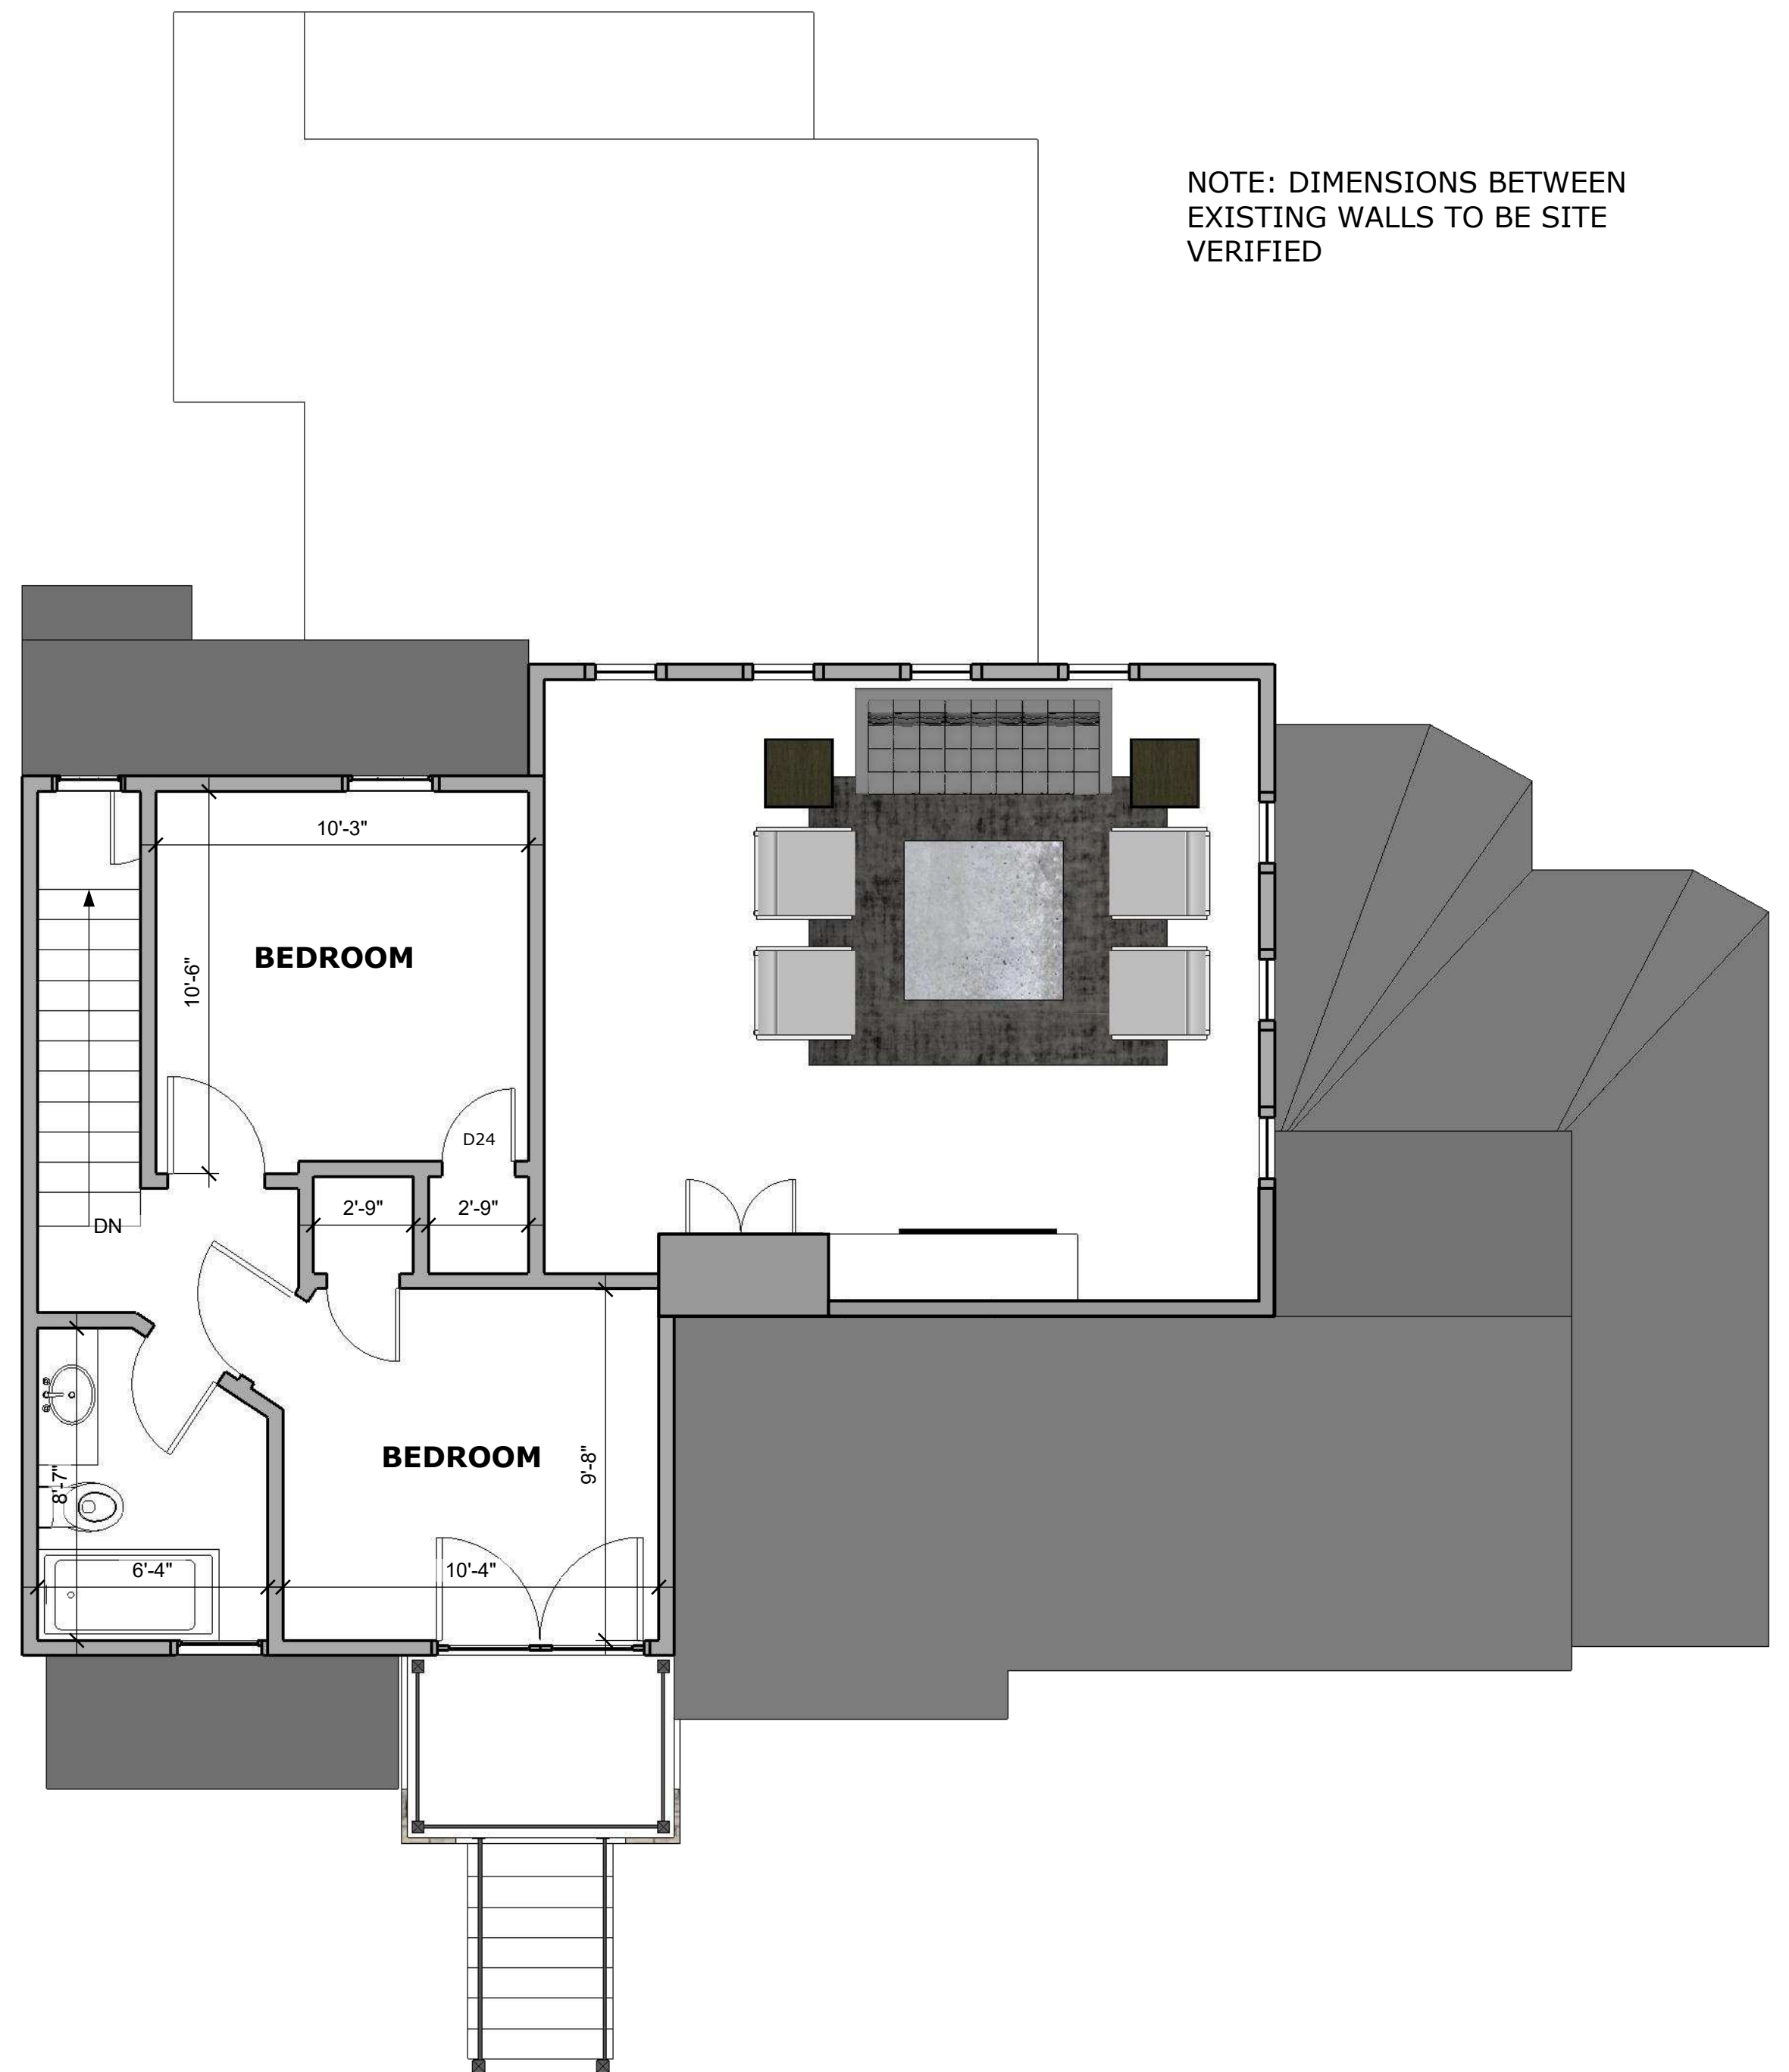 NOTE: DIMENSIONS BETWEEN
EXISTING WALLS TO BE SITE
VERIFIED
10'-3"
BEDROOM
10'-6"
D24
2'-9"
2'-9"
DN
BEDROOM
9'-8"
8'-7"
6'-4"
10'-4"